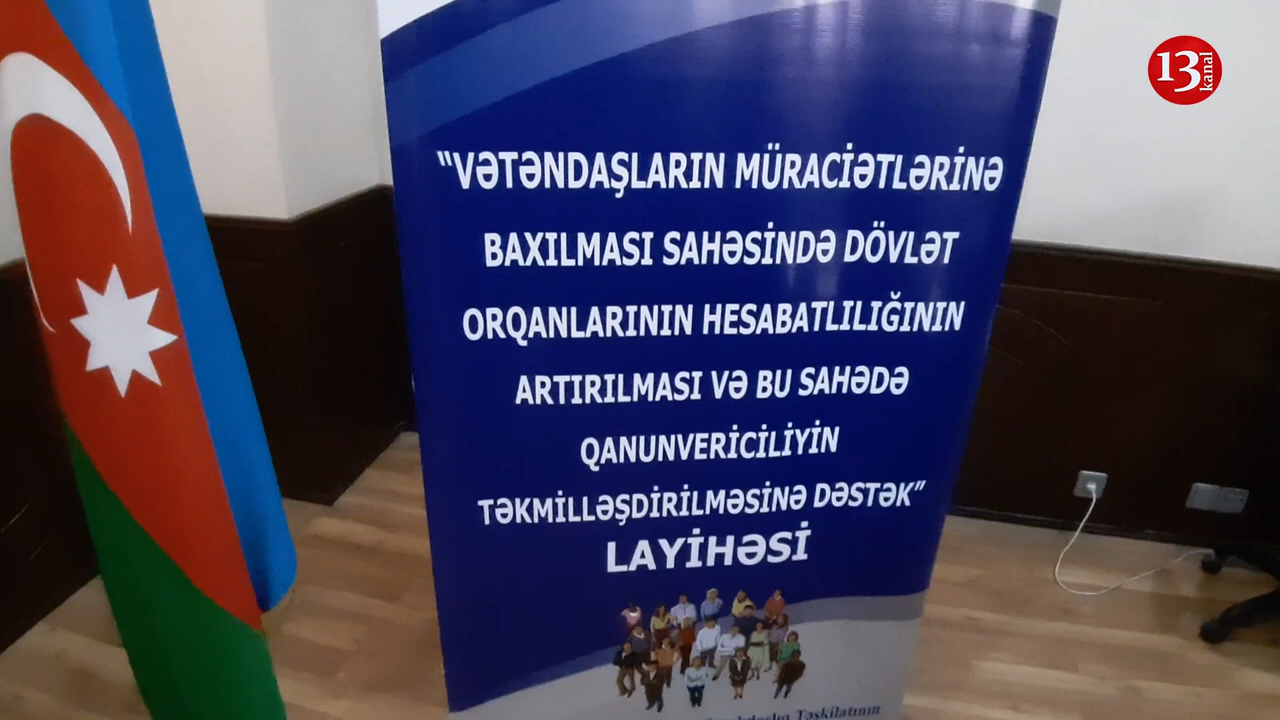 13
kanal
"VƏTƏNDAŞLARIN MÜRACİƏTLƏRİNƏ
BAXILMASI SAHƏSİNDƏ DÖVLƏT
ORQANLARININ HESABATLILIĞININ
ARTIRILMASI VƏ BU SAHƏDƏ
QANUNVERİCİLİYİN
TƏKMİLLƏŞDİRİLMƏSİNƏ DƏSTƏK"
LAYİHƏSİ
Təşkilatının